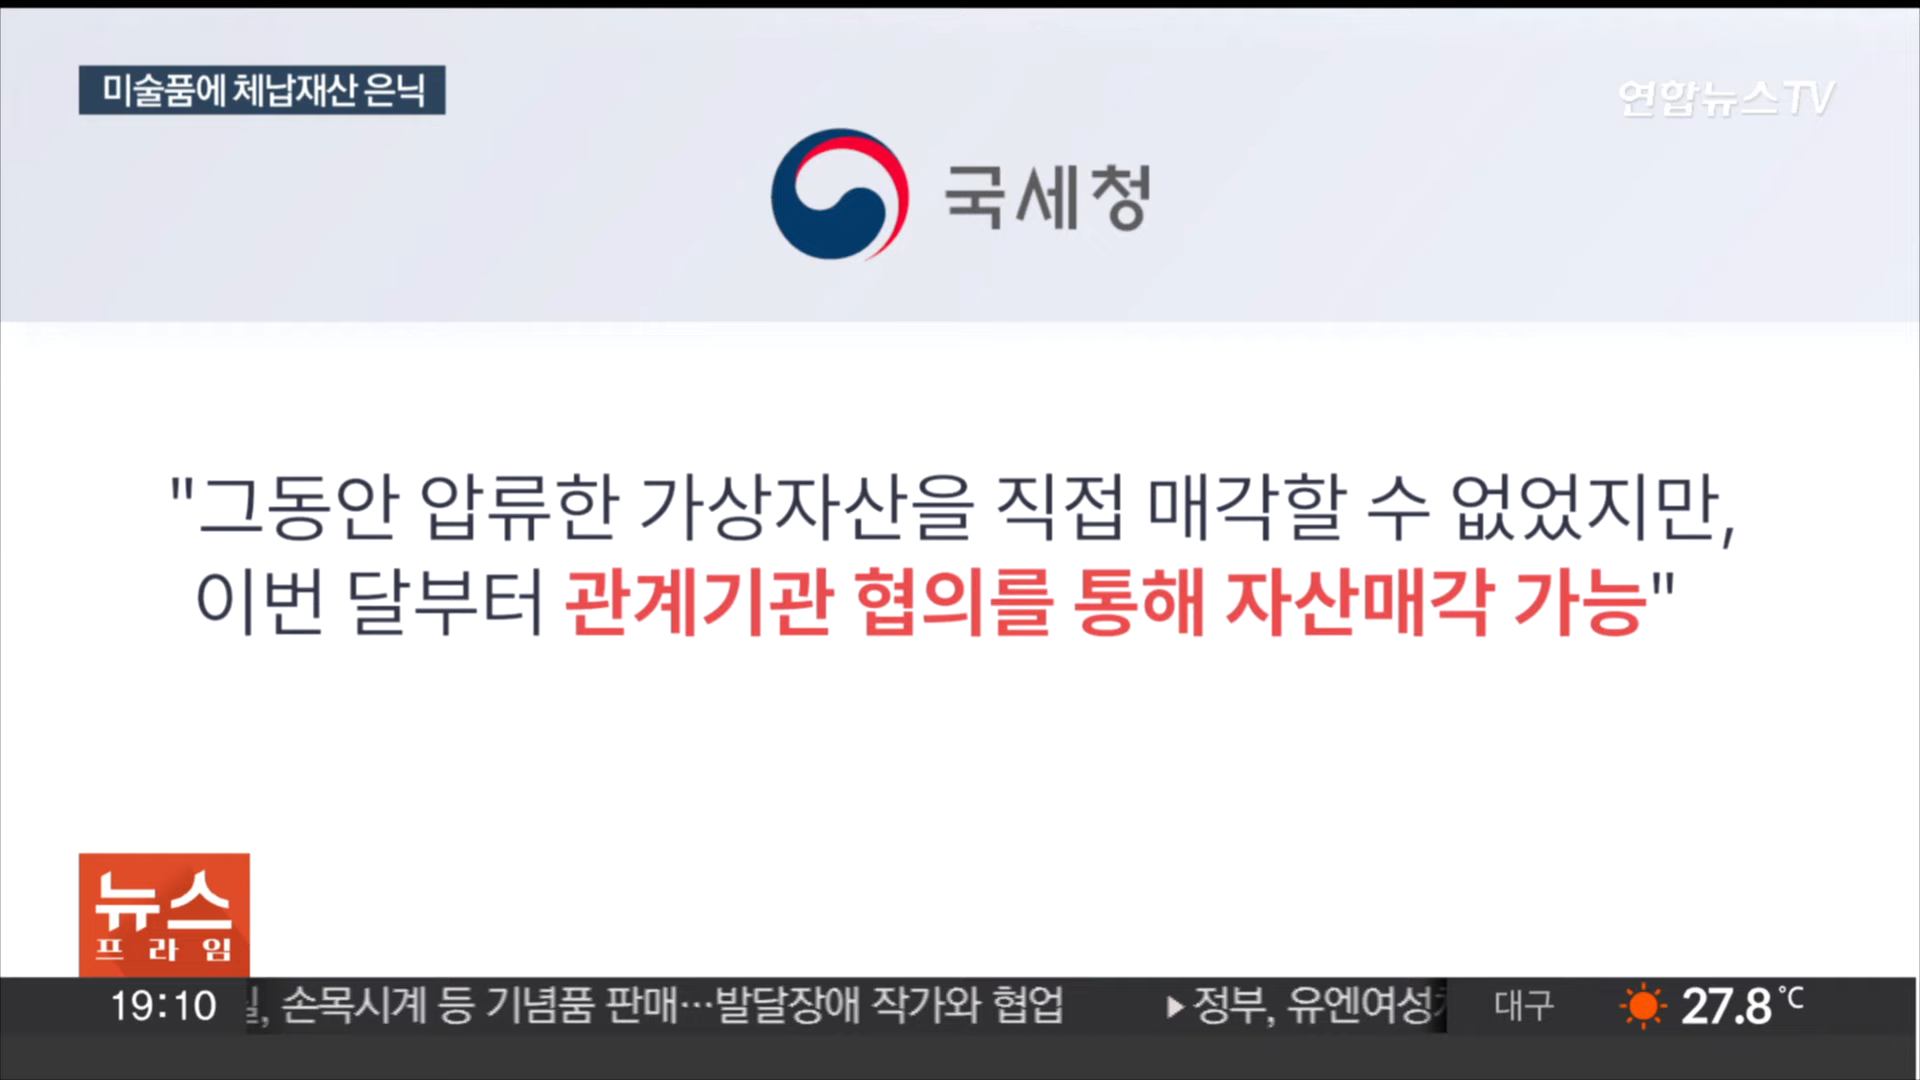 미술품에 체납재산 은닉
연합뉴스TV
국세청
"그동안 압류한 가상자산을 직접 매각할 수 없었지만,
이번 달부터 관계기관 협의를 통해 자산매각 가능"
뉴스
프라임
19:10 손목시계 등 기념품 판매…발달장애 작가와 협업 ▶정부, 유엔여성 대구 27.8℃